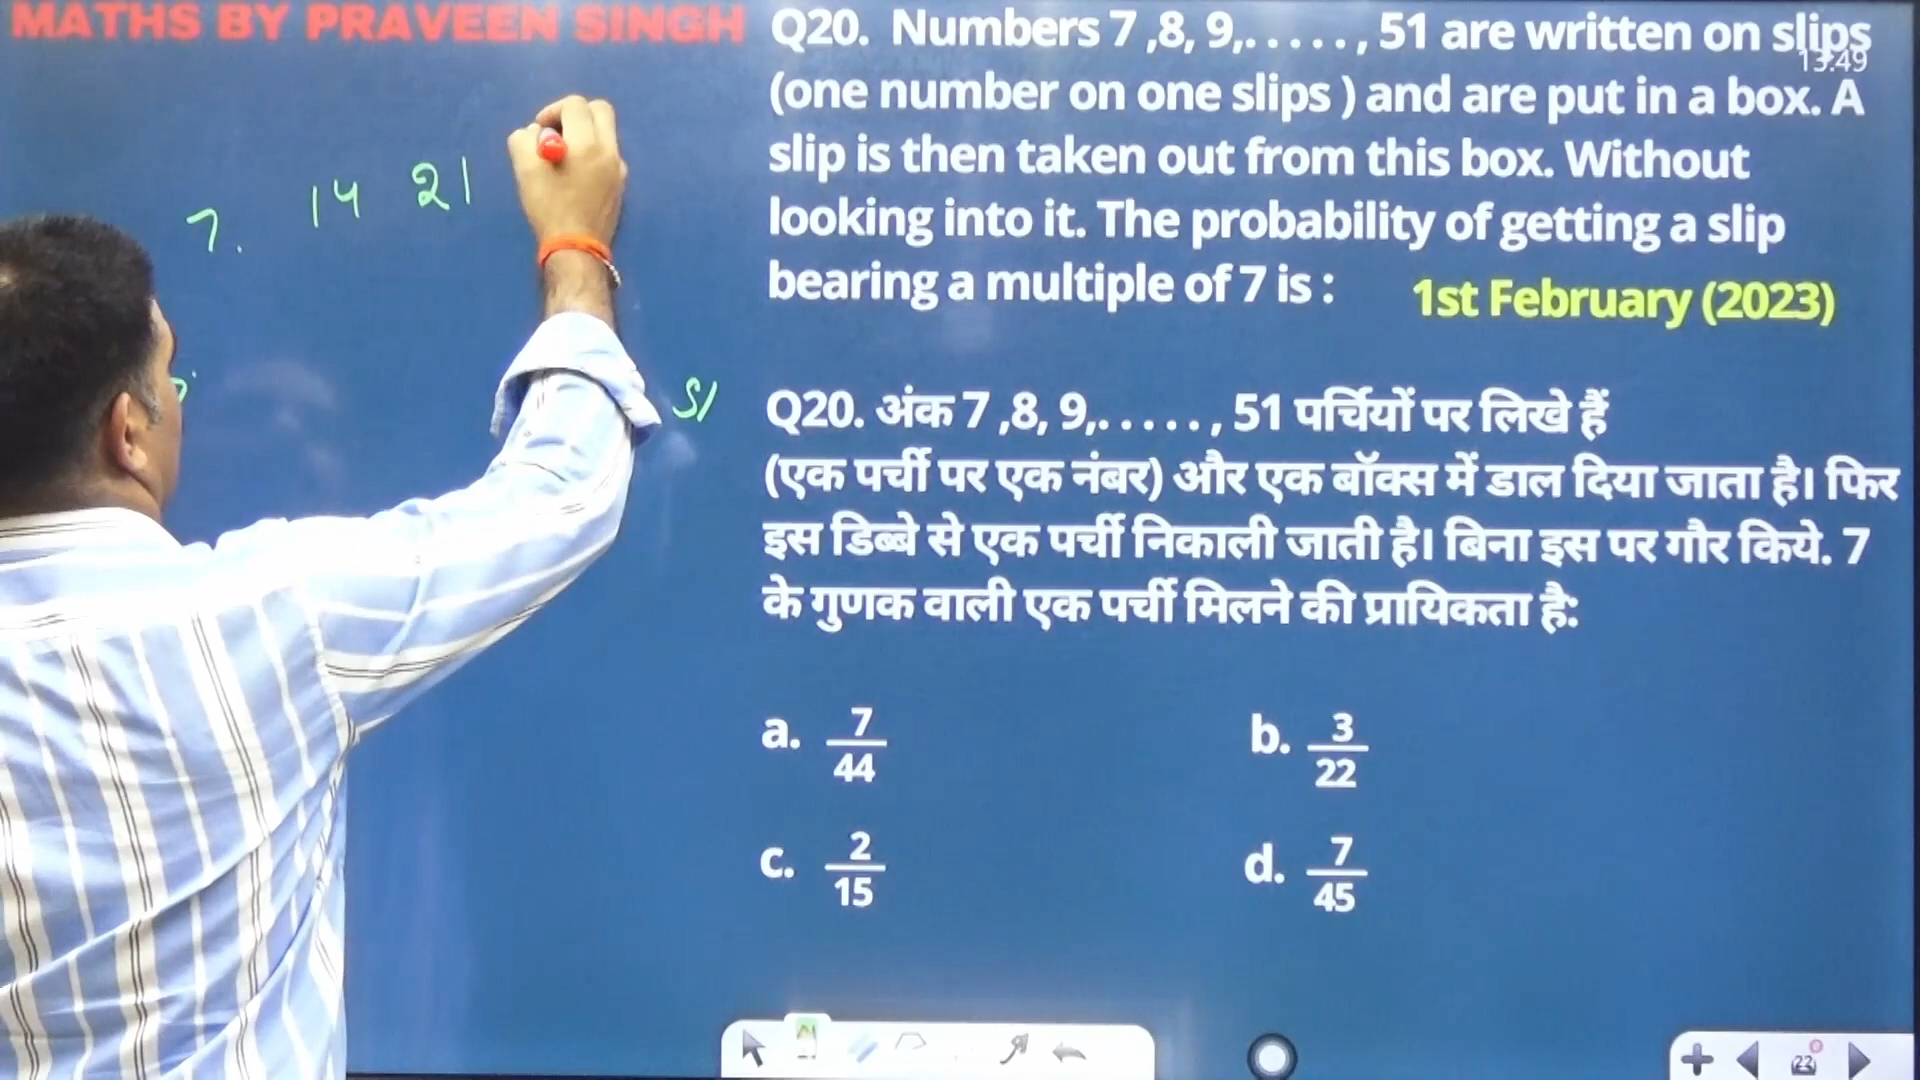 MATHS BY PRAVEEN SINGH
Q20. Numbers 7 ,8, 9,. . . . . , 51 are written on slips
13:49
(one number on one slips ) and are put in a box. A
slip is then taken out from this box. Without
looking into it. The probability of getting a slip
bearing a multiple of 7 is :
1st February (2023)
7. 14 21
51
Q20. अंक 7 ,8, 9,. . . . . , 51 पर्चियों पर लिखे हैं
(एक पर्ची पर एक नंबर) और एक बॉक्स में डाल दिया जाता है। फिर
इस डिब्बे से एक पर्ची निकाली जाती है। बिना इस पर गौर किये. 7
के गुणक वाली एक पर्ची मिलने की प्रायिकता है:
a. 7/44
b. 3/22
c. 2/15
d. 7/45
22